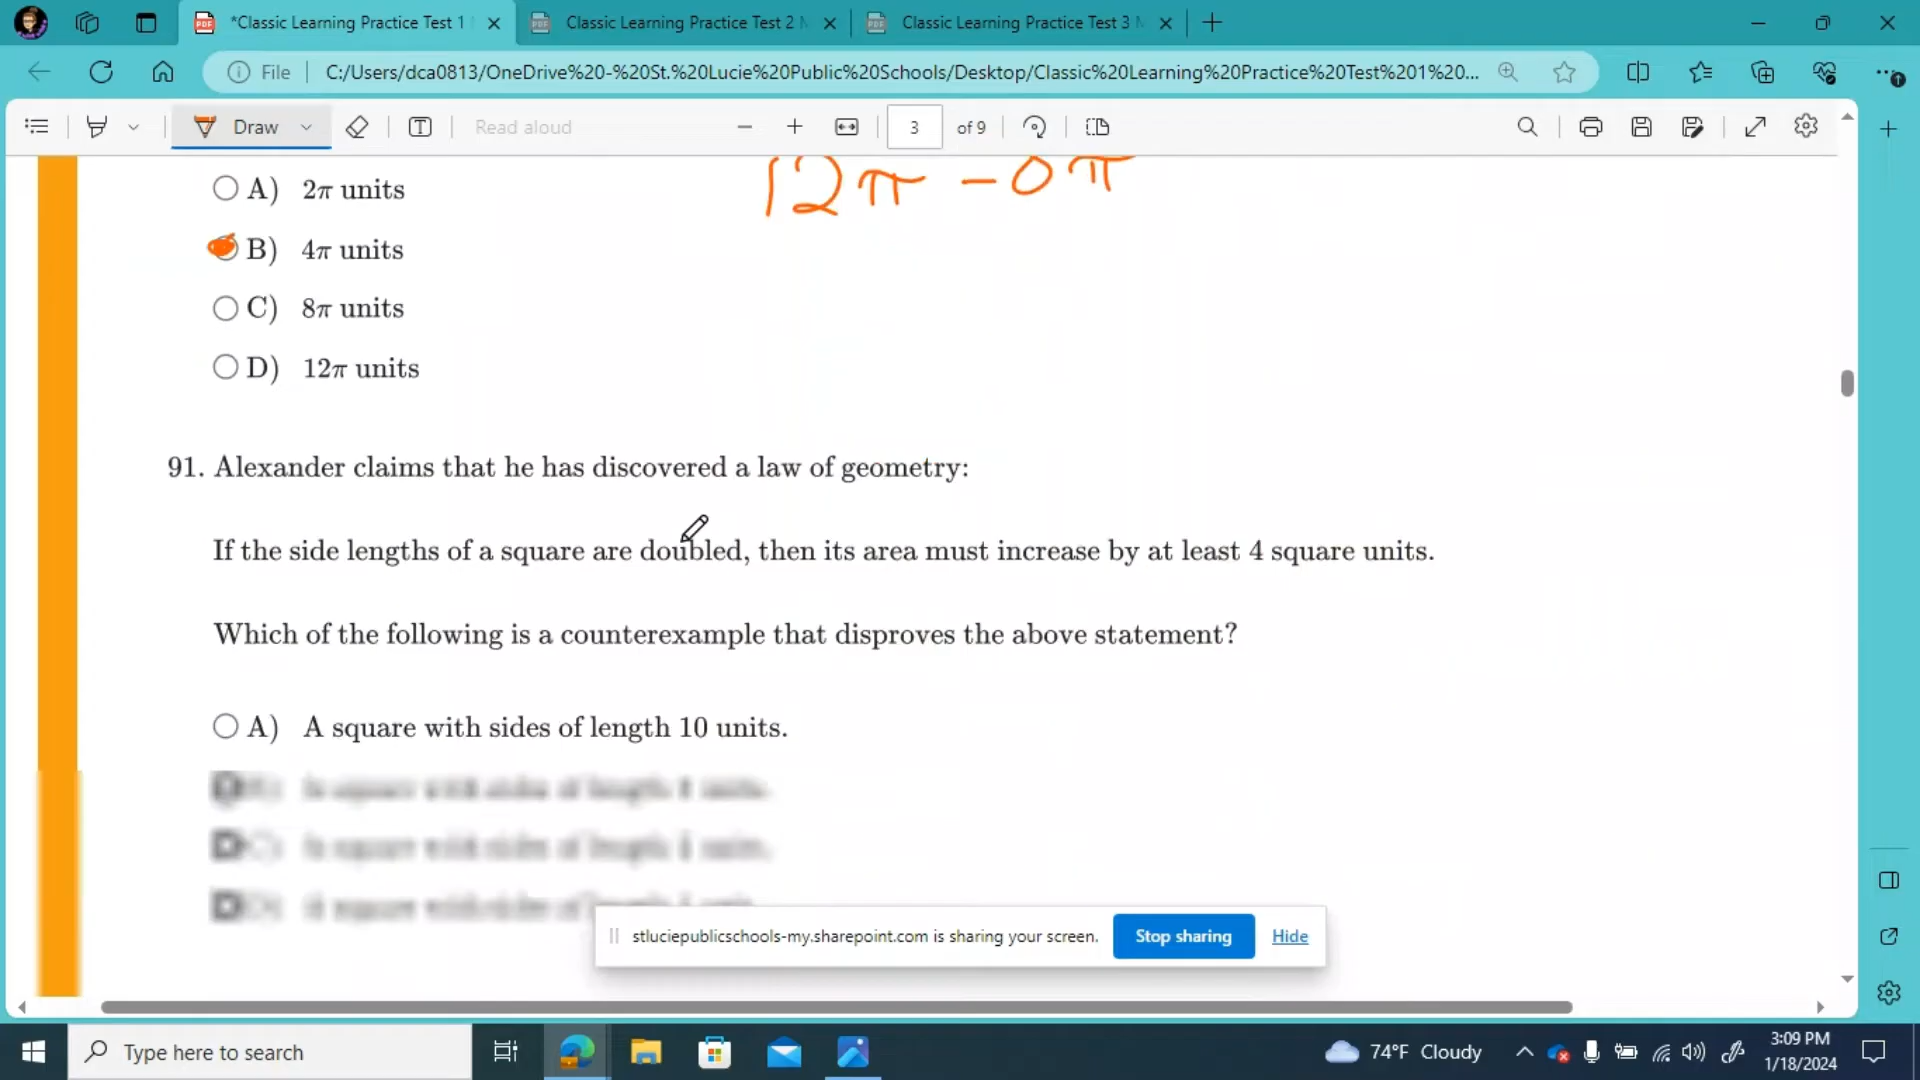 *Classic Learning Practice Test 1
Classic Learning Practice Test 2
Classic Learning Practice Test 3
File
C:/Users/dca0813/OneDrive%20-%20St.%20Lucie%20Public%20Schools/Desktop/Classic%20Learning%20Practice%20Test%201%20...
Draw
Read aloud
3 of 9
12π - 0π
A) 2π units
B) 4π units
C) 8π units
D) 12π units
91. Alexander claims that he has discovered a law of geometry:
If the side lengths of a square are doubled, then its area must increase by at least 4 square units.
Which of the following is a counterexample that disproves the above statement?
A) A square with sides of length 10 units.
stluciepublicschools-my.sharepoint.com is sharing your screen.
Stop sharing
Hide
Type here to search
74°F Cloudy
3:09 PM
1/18/2024